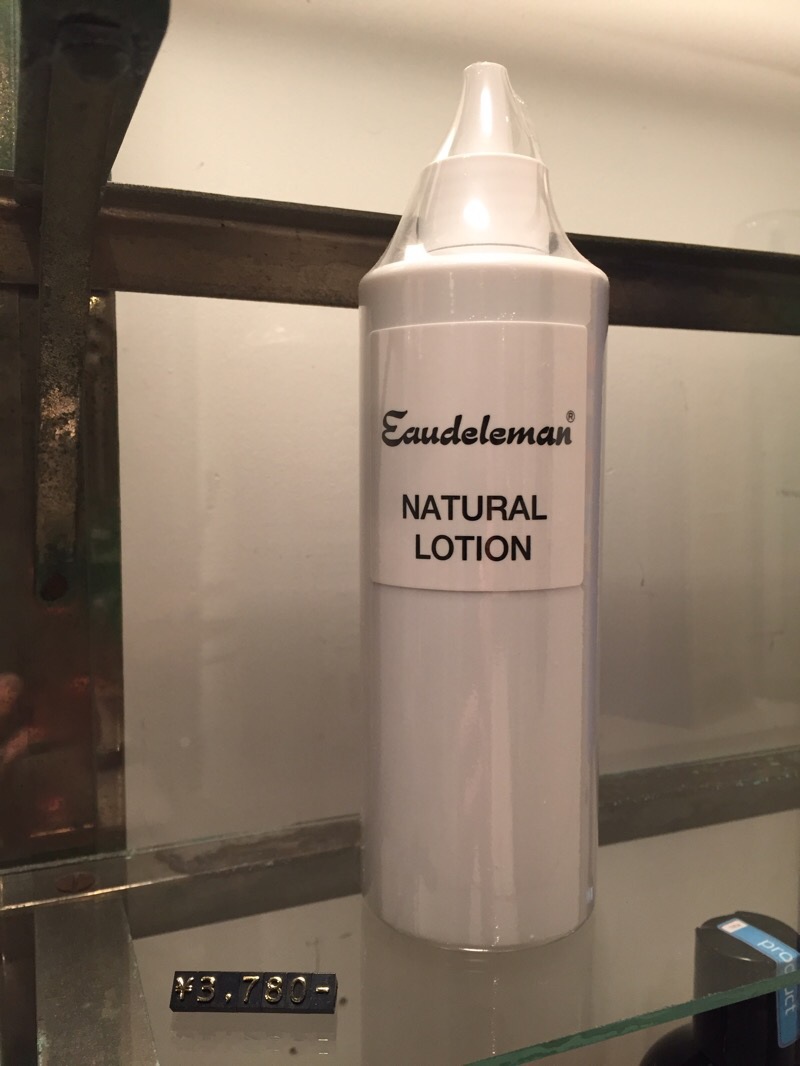 Eaudeleman®
NATURAL
LOTION
¥3,780-
product